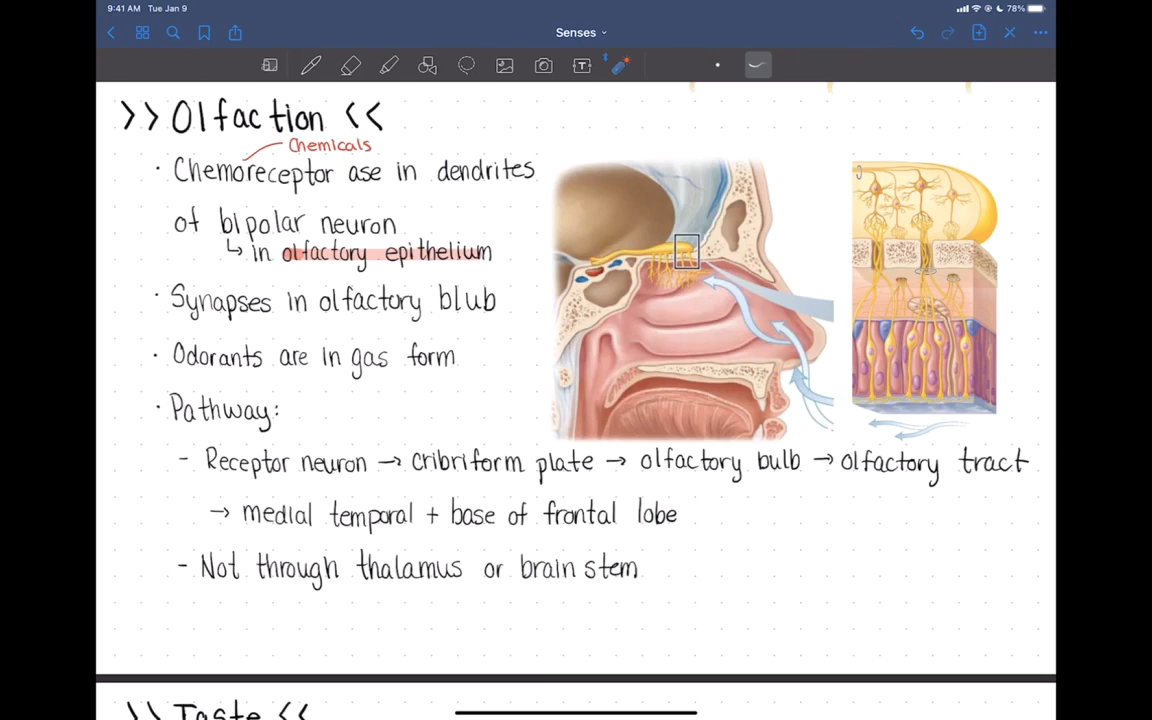 9:41 AM Tue Jan 9
78%
Senses
>> Olfaction <<
Chemicals
· Chemoreceptor ase in dendrites
of bipolar neuron
↳ in olfactory epithelium
· Synapses in olfactory blub
· Odorants are in gas form
· Pathway:
- Receptor neuron → cribriform plate → olfactory bulb → olfactory tract
→ medial temporal + base of frontal lobe
- Not through thalamus or brain stem
>> Taste <<